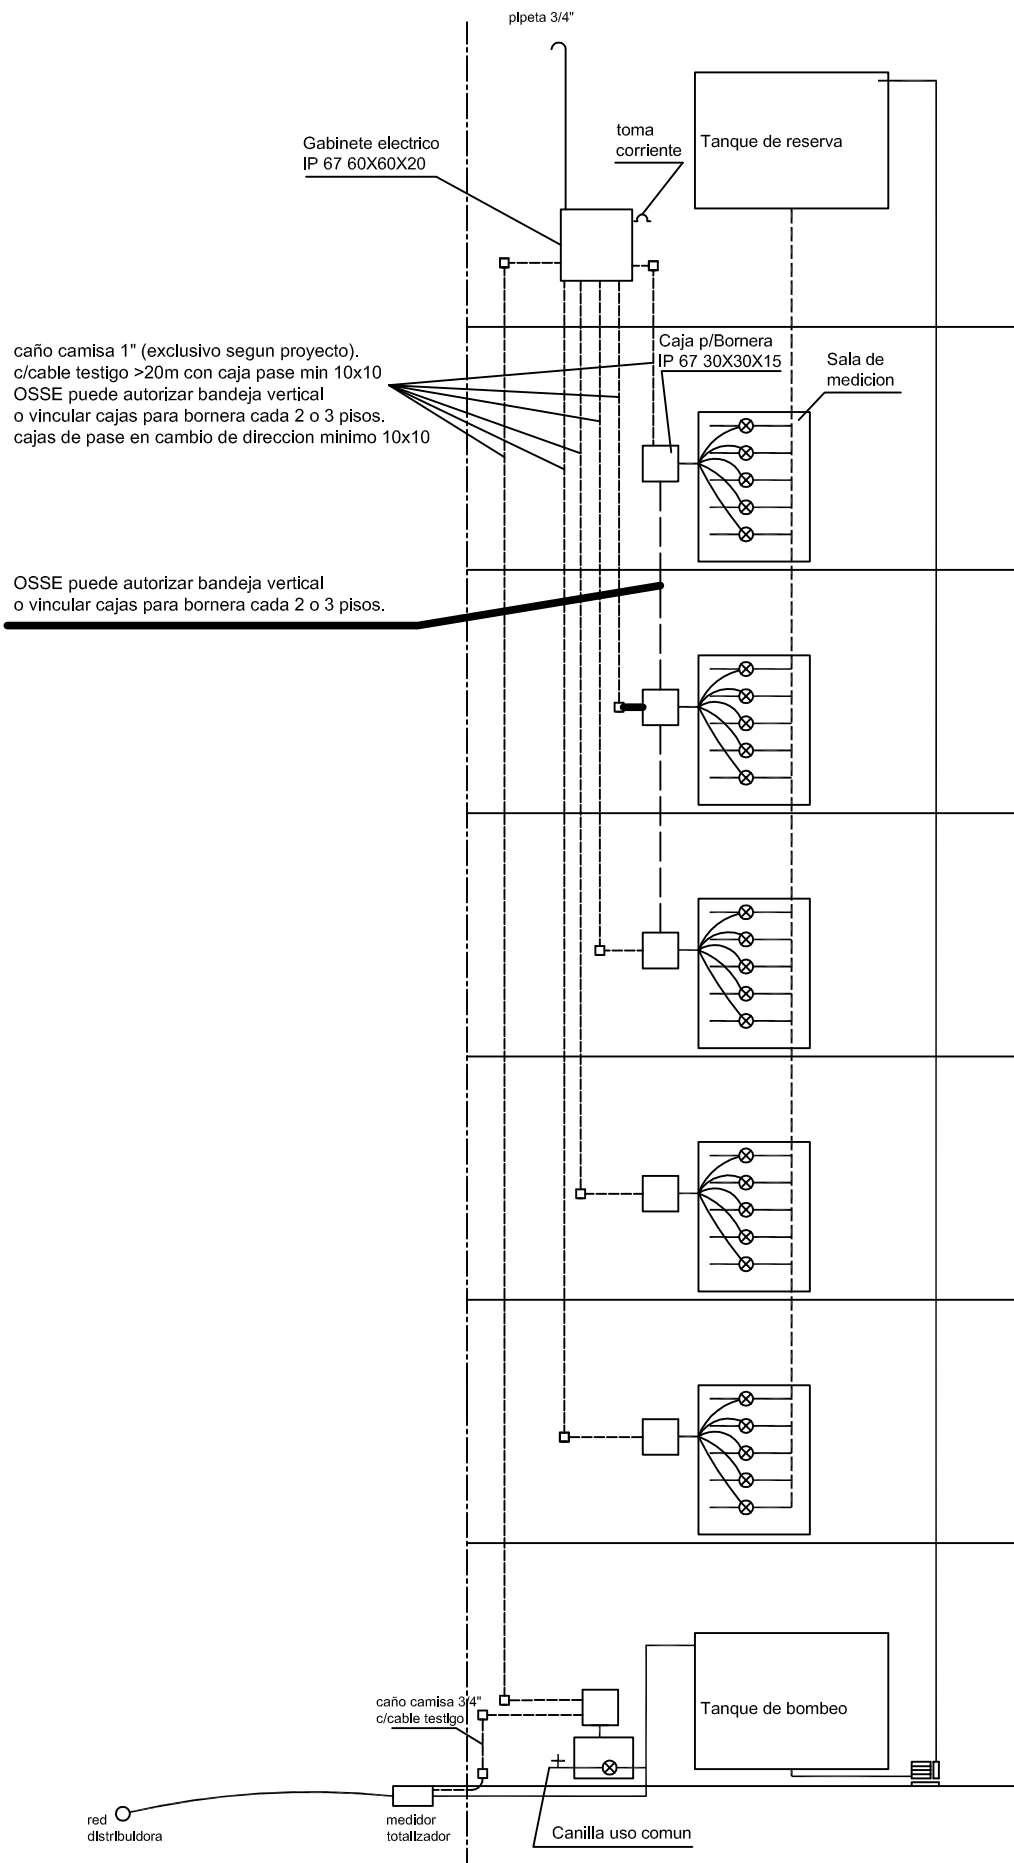 pipeta 3/4"
Gabinete electrico
IP 67 60X60X20
toma
corriente
Tanque de reserva
caño camisa 1" (exclusivo segun proyecto).
c/cable testigo >20m con caja pase min 10x10
OSSE puede autorizar bandeja vertical
o vincular cajas para bornera cada 2 o 3 pisos.
cajas de pase en cambio de direccion minimo 10x10
Caja p/Bornera
IP 67 30X30X15
Sala de
medicion
OSSE puede autorizar bandeja vertical
o vincular cajas para bornera cada 2 o 3 pisos.
caño camisa 3/4"
c/cable testigo
Tanque de bombeo
red
distribuidora
medidor
totalizador
Canilla uso comun